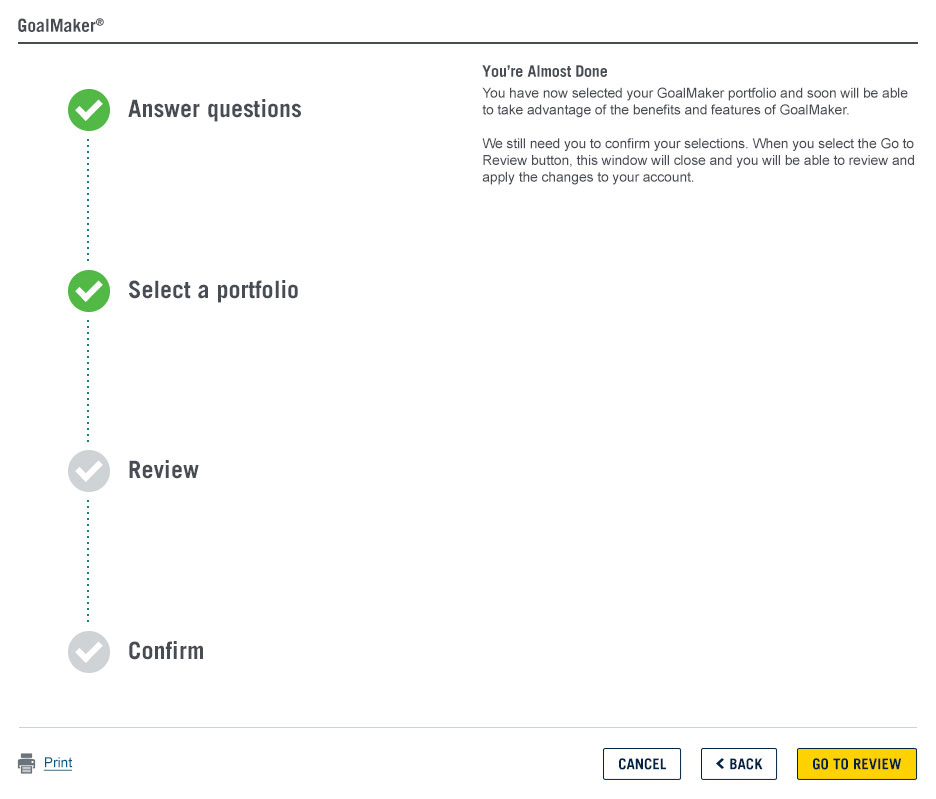 GoalMaker®
Answer questions
Select a portfolio
Review
Confirm
You're Almost Done
You have now selected your GoalMaker portfolio and soon will be able
to take advantage of the benefits and features of GoalMaker.
We still need you to confirm your selections. When you select the Go to
Review button, this window will close and you will be able to review and
apply the changes to your account.
Print
CANCEL
BACK
GO TO REVIEW